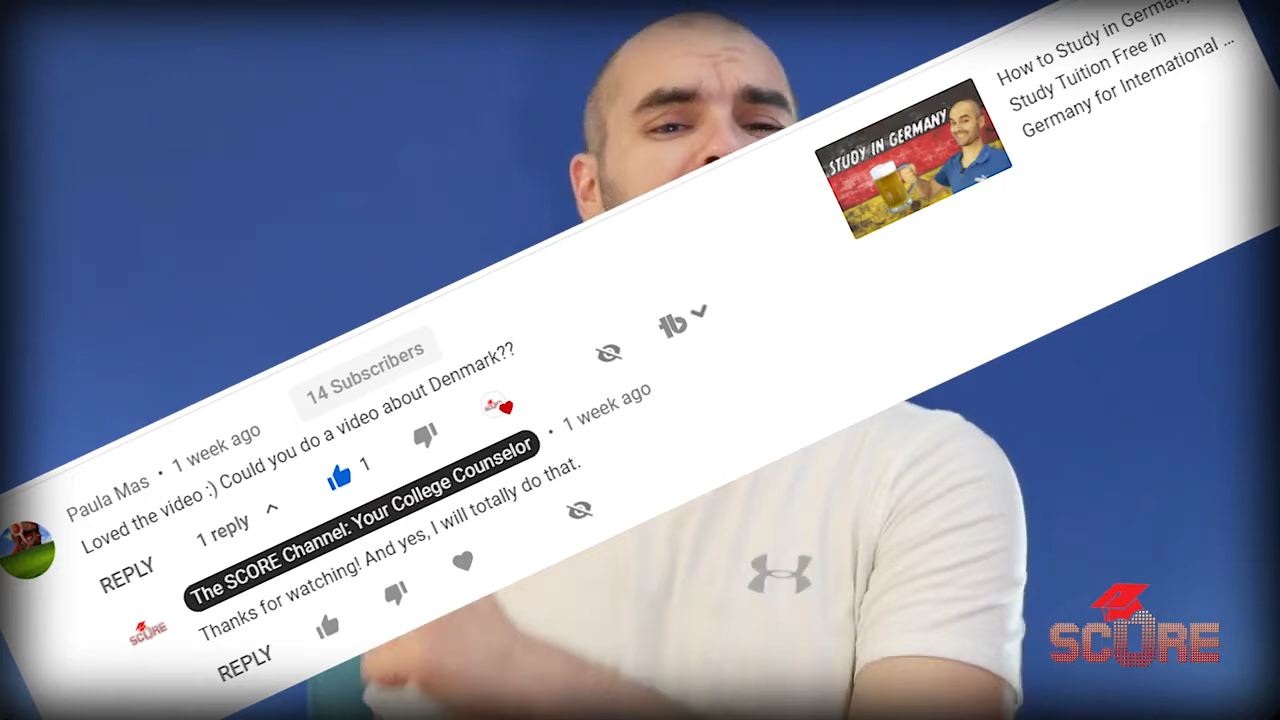 How to Study in Germany
Study Tuition Free in
Germany for International ...
STUDY IN GERMANY
Paula Mas • 1 week ago
14 Subscribers
Loved the video :) Could you do a video about Denmark??
1
REPLY
1 reply
The SCORE Channel: Your College Counselor • 1 week ago
Thanks for watching! And yes, I will totally do that.
REPLY
SCORE
SCORE